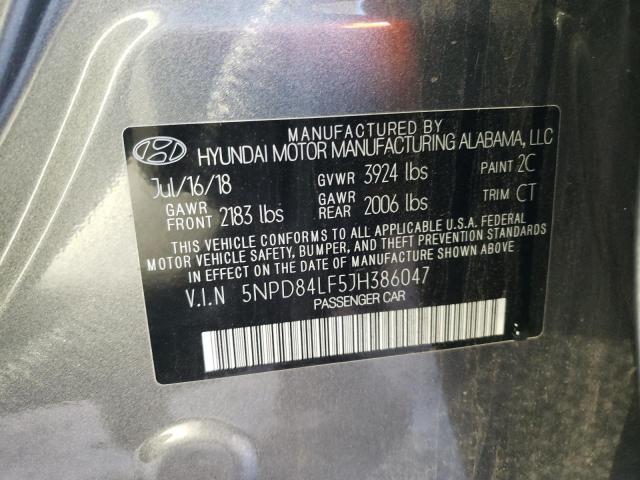 MANUFACTURED BY
HYUNDAI MOTOR MANUFACTURING ALABAMA, LLC
Jul/16/18 GVWR 3924 lbs PAINT 2C
GAWR FRONT 2183 lbs GAWR REAR 2006 lbs TRIM CT
THIS VEHICLE CONFORMS TO ALL APPLICABLE U.S.A. FEDERAL
MOTOR VEHICLE SAFETY, BUMPER, AND THEFT PREVENTION STANDARDS
IN EFFECT ON THE DATE OF MANUFACTURE SHOWN ABOVE.
V.I.N 5NPD84LF5JH386047
PASSENGER CAR